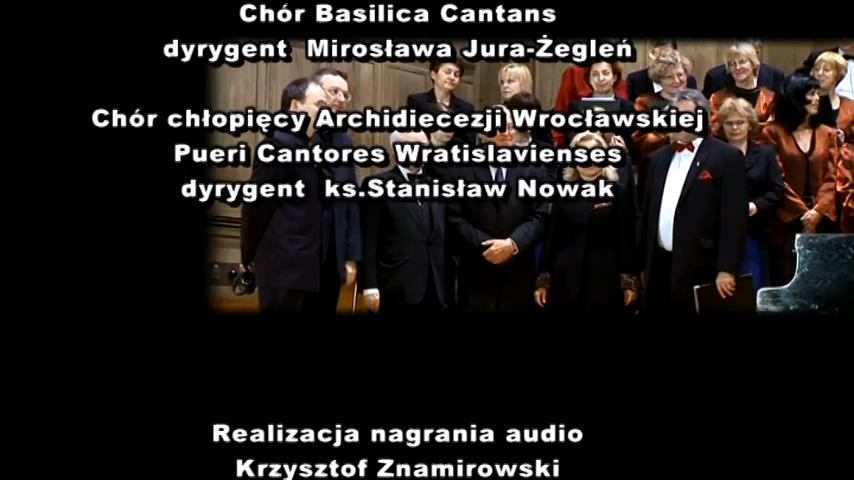 Chór Basilica Cantans
dyrygent Mirosława Jura-Żegleń
Chór chłopięcy Archidiecezji Wrocławskiej
Pueri Cantores Wratislavienses
dyrygent ks.Stanisław Nowak
Realizacja nagrania audio
Krzysztof Znamirowski